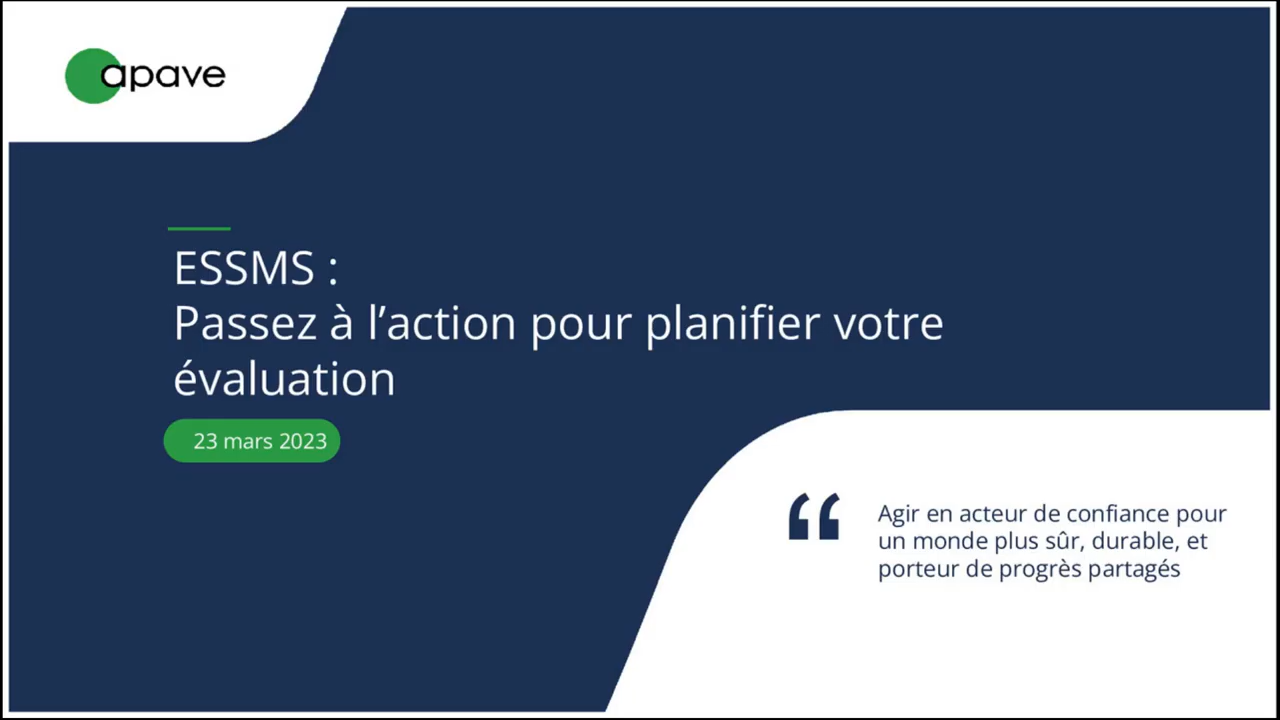 apave
ESSMS :
Passez à l’action pour planifier votre
évaluation
23 mars 2023
“
Agir en acteur de confiance pour
un monde plus sûr, durable, et
porteur de progrès partagés